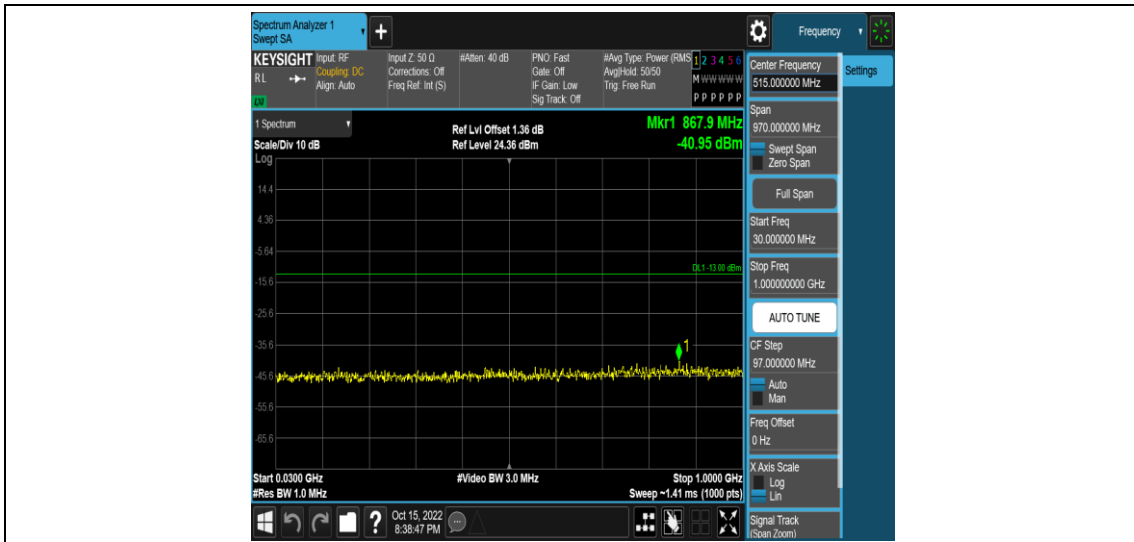 Spectrum Analyzer 1
Swept SA
+
Frequency
KEYSIGHT Input: RF
RL
Coupling: DC
Align: Auto
LXI
Input Z: 50 Ω
Corrections: Off
Freq Ref: Int (S)
#Atten: 40 dB
PNO: Fast
Gate: Off
IF Gain: Low
Sig Track: Off
#Avg Type: Power (RMS
Avg|Hold: 50/50
Trig: Free Run
1 2 3 4 5 6
M W W W W W
P P P P P P
Center Frequency
515.000000 MHz
Settings
1 Spectrum
Scale/Div 10 dB
Ref Lvl Offset 1.36 dB
Ref Level 24.36 dBm
Mkr1 867.9 MHz
-40.95 dBm
Log
14.4
4.36
-5.64
-15.6
-25.6
-35.6
-45.6
-55.6
-65.6
DL1 -13.00 dBm
1
Start 0.0300 GHz
#Res BW 1.0 MHz
#Video BW 3.0 MHz
Stop 1.0000 GHz
Sweep ~1.41 ms (1000 pts)
Span
970.000000 MHz
Swept Span
Zero Span
Full Span
Start Freq
30.000000 MHz
Stop Freq
1.000000000 GHz
AUTO TUNE
CF Step
97.000000 MHz
Auto
Man
Freq Offset
0 Hz
X Axis Scale
Log
Lin
Signal Track
(Span Zoom)
?
Oct 15, 2022
8:38:47 PM